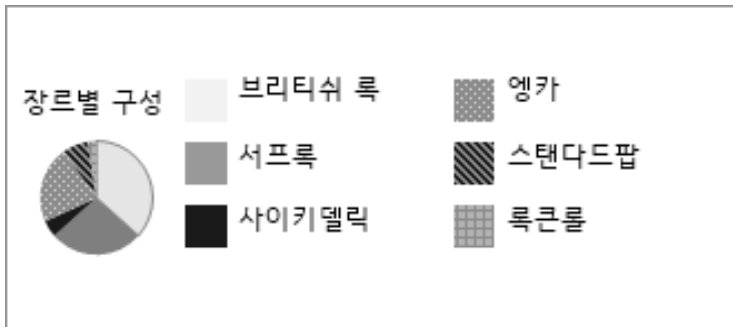 장르별 구성
브리티쉬 록
서프록
사이키델릭
엥카
스탠다드팝
록큰롤